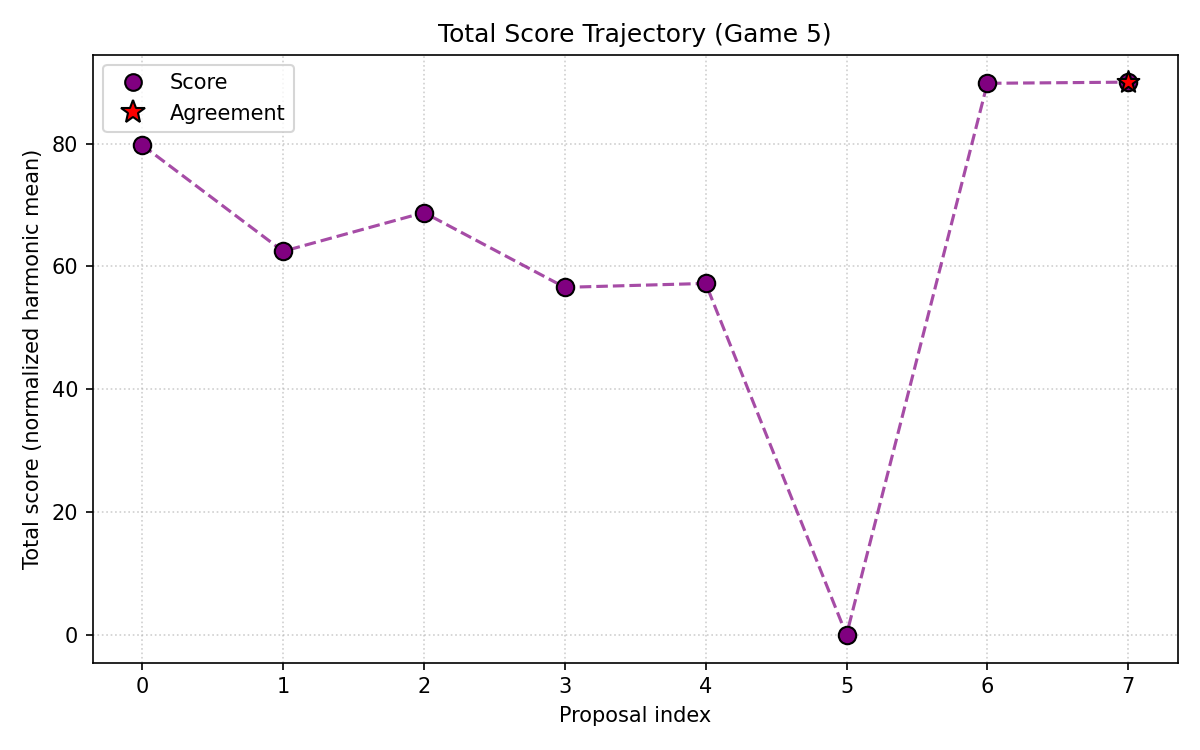 Total Score Trajectory (Game 5)
Score
Agreement
Total score (normalized harmonic mean)
80
60
40
20
0
0 1 2 3 4 5 6 7
Proposal index